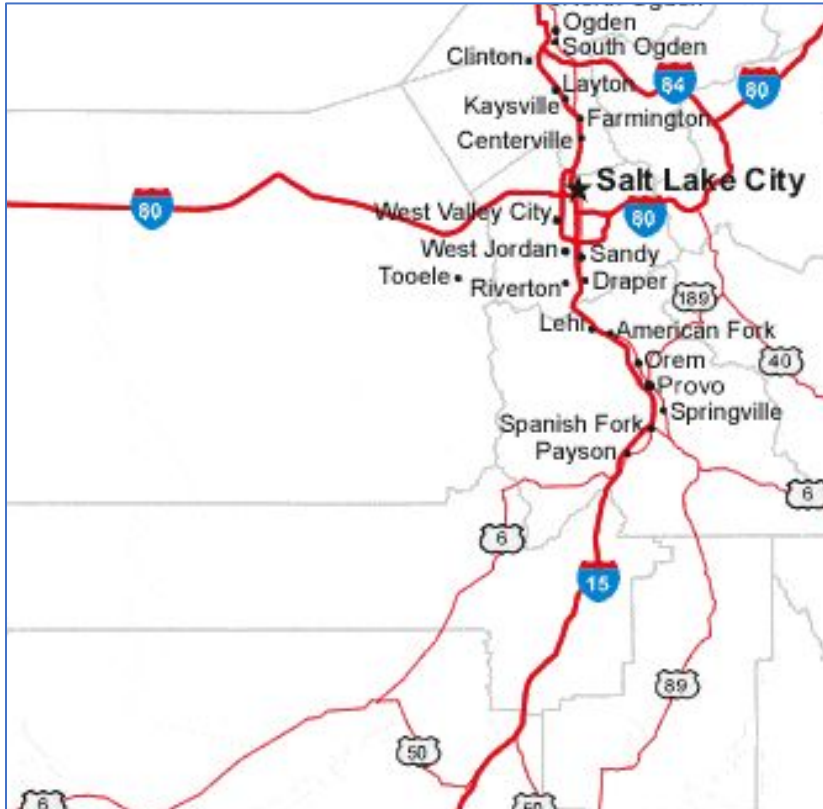 Ogden
South Ogden
Clinton
84
80
Layton
Kaysville
Farmington
Centerville
Salt Lake City
80
West Valley City
80
West Jordan
Sandy
Tooele
Riverton
Draper
189
Lehi
American Fork
Orem
40
Provo
Springville
Spanish Fork
Payson
6
6
15
89
50
6
50